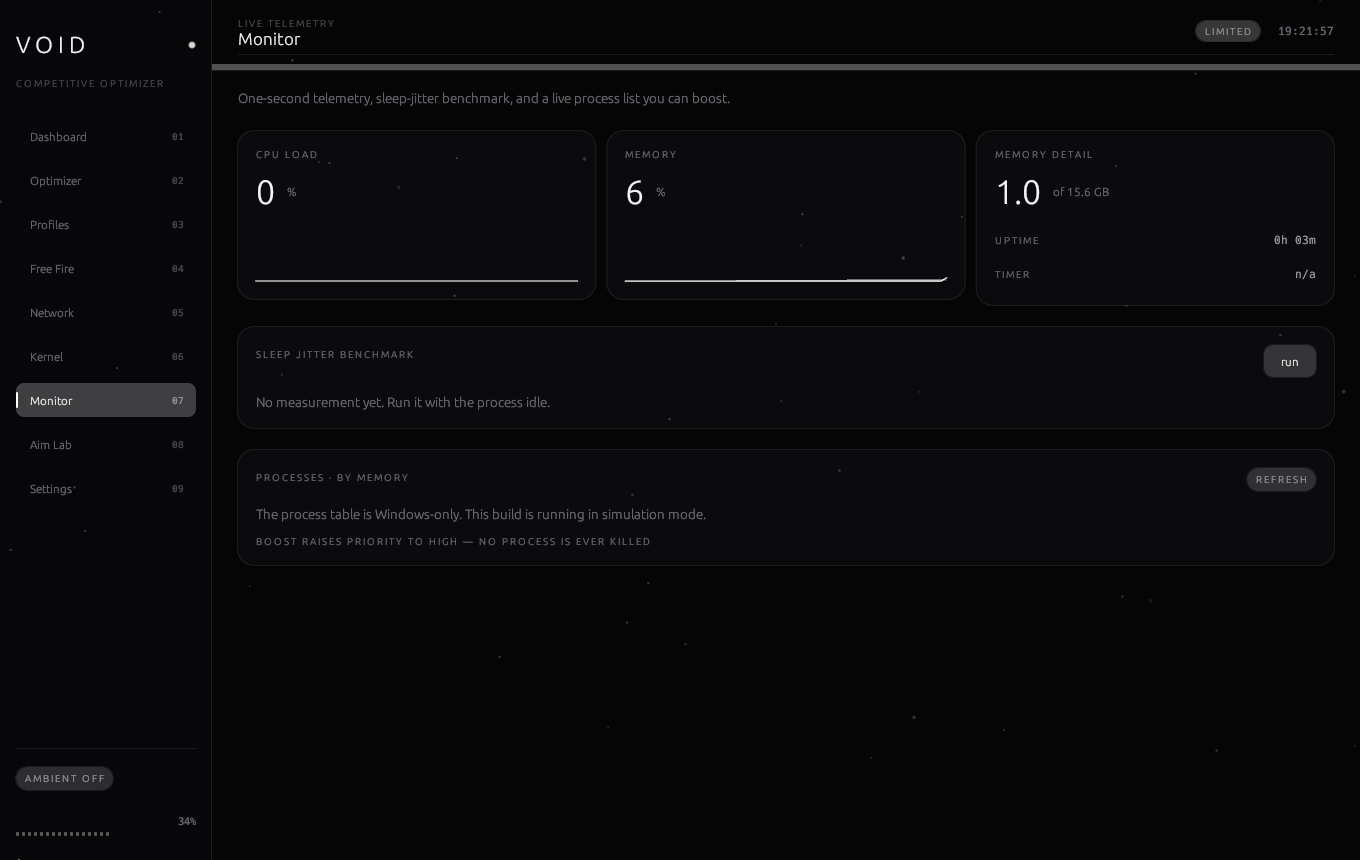 VOID
COMPETITIVE OPTIMIZER
Dashboard 01
Optimizer 02
Profiles 03
Free Fire 04
Network 05
Kernel 06
Monitor 07
Aim Lab 08
Settings 09
AMBIENT OFF
34%
LIVE TELEMETRY
Monitor
LIMITED 19:21:57
One-second telemetry, sleep-jitter benchmark, and a live process list you can boost.
CPU LOAD
0 %
MEMORY
6 %
MEMORY DETAIL
1.0 of 15.6 GB
UPTIME 0h 03m
TIMER n/a
SLEEP JITTER BENCHMARK
run
No measurement yet. Run it with the process idle.
PROCESSES · BY MEMORY
REFRESH
The process table is Windows-only. This build is running in simulation mode.
BOOST RAISES PRIORITY TO HIGH — NO PROCESS IS EVER KILLED